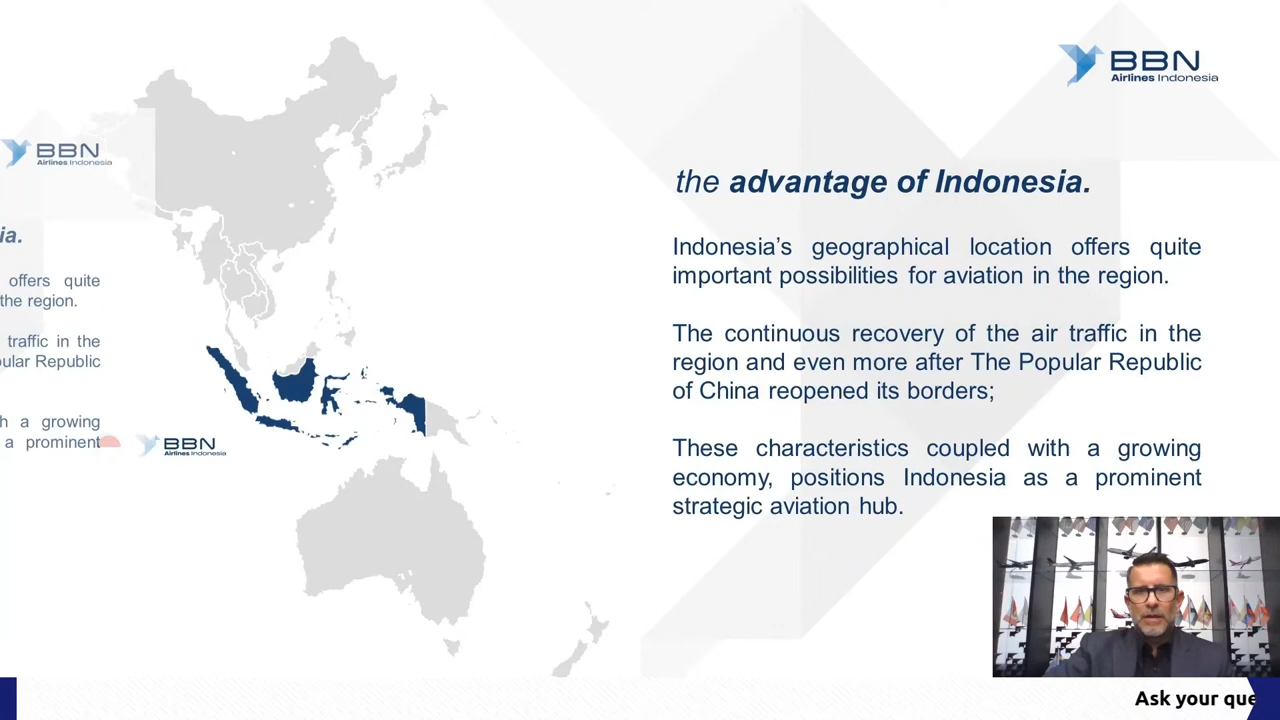 BBN
Airlines Indonesia
the advantage of Indonesia.
Indonesia’s geographical location offers quite
important possibilities for aviation in the region.
The continuous recovery of the air traffic in the
region and even more after The Popular Republic
of China reopened its borders;
These characteristics coupled with a growing
economy, positions Indonesia as a prominent
strategic aviation hub.
BBN
Airlines Indonesia
ia.
offers quite
the region.
traffic in the
pular Republic
h a growing
a prominent
BBN
Airlines Indonesia
Ask your que